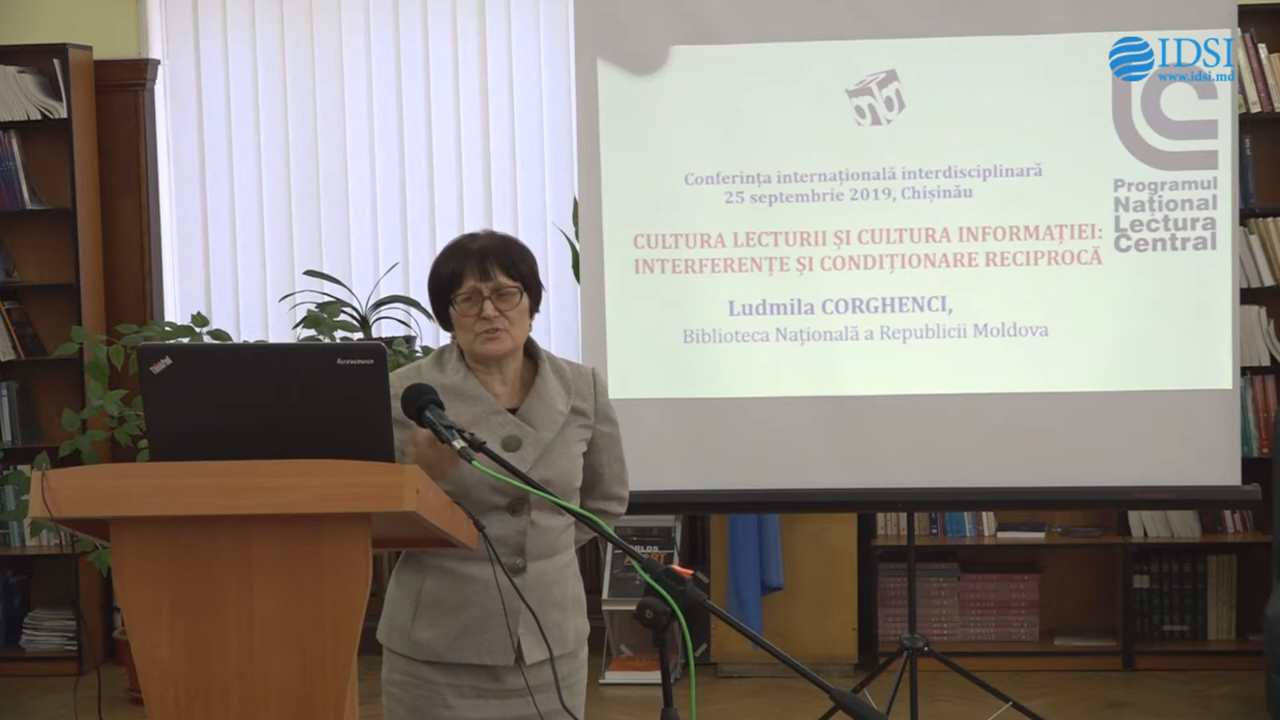 IDSI
www.idsi.md
Conferința internațională interdisciplinară
25 septembrie 2019, Chișinău
CULTURA LECTURII ȘI CULTURA INFORMAȚIEI:
INTERFERENȚE ȘI CONDIȚIONARE RECIPROCĂ
Ludmila CORGHENCI,
Biblioteca Națională a Republicii Moldova
Programul
Național
Lectura
Central
ThinkPad
lenovo